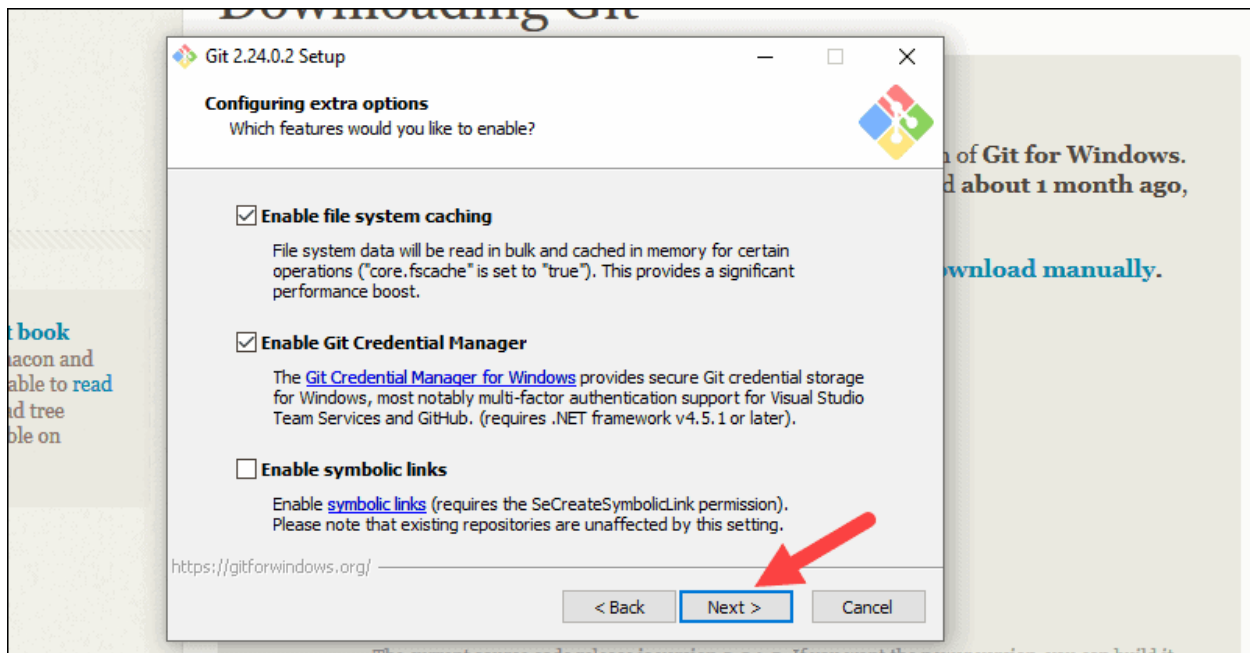 Downloading Git
Git 2.24.0.2 Setup
Configuring extra options
Which features would you like to enable?
of Git for Windows.
about 1 month ago,
Enable file system caching
File system data will be read in bulk and cached in memory for certain
operations ("core.fscache" is set to "true"). This provides a significant
performance boost.
download manually.
Enable Git Credential Manager
The Git Credential Manager for Windows provides secure Git credential storage
for Windows, most notably multi-factor authentication support for Visual Studio
Team Services and GitHub. (requires .NET framework v4.5.1 or later).
Enable symbolic links
Enable symbolic links (requires the SeCreateSymbolicLink permission).
Please note that existing repositories are unaffected by this setting.
https://gitforwindows.org/
< Back
Next >
Cancel
book
and
able to read
tree
on